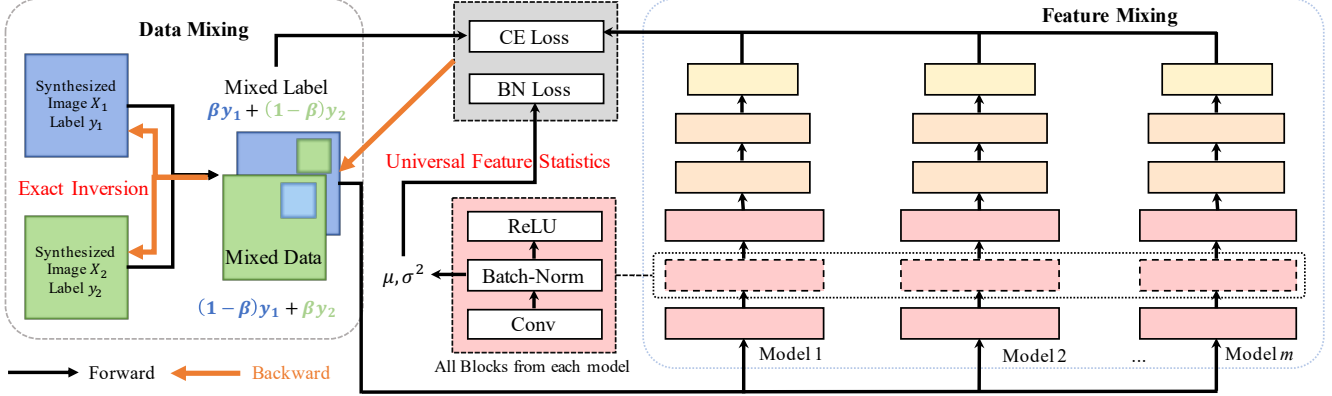 Data Mixing
Synthesized
Image X₁
Label y₁
Exact Inversion
Synthesized
Image X₂
Label y₂
Mixed Label
βy₁ + (1 − β)y₂
Mixed Data
(1 − β)y₁ + βy₂
Forward
Backward
CE Loss
BN Loss
Universal Feature Statistics
μ, σ²
ReLU
Batch-Norm
Conv
All Blocks from each model
Feature Mixing
Model 1
Model 2
...
Model m